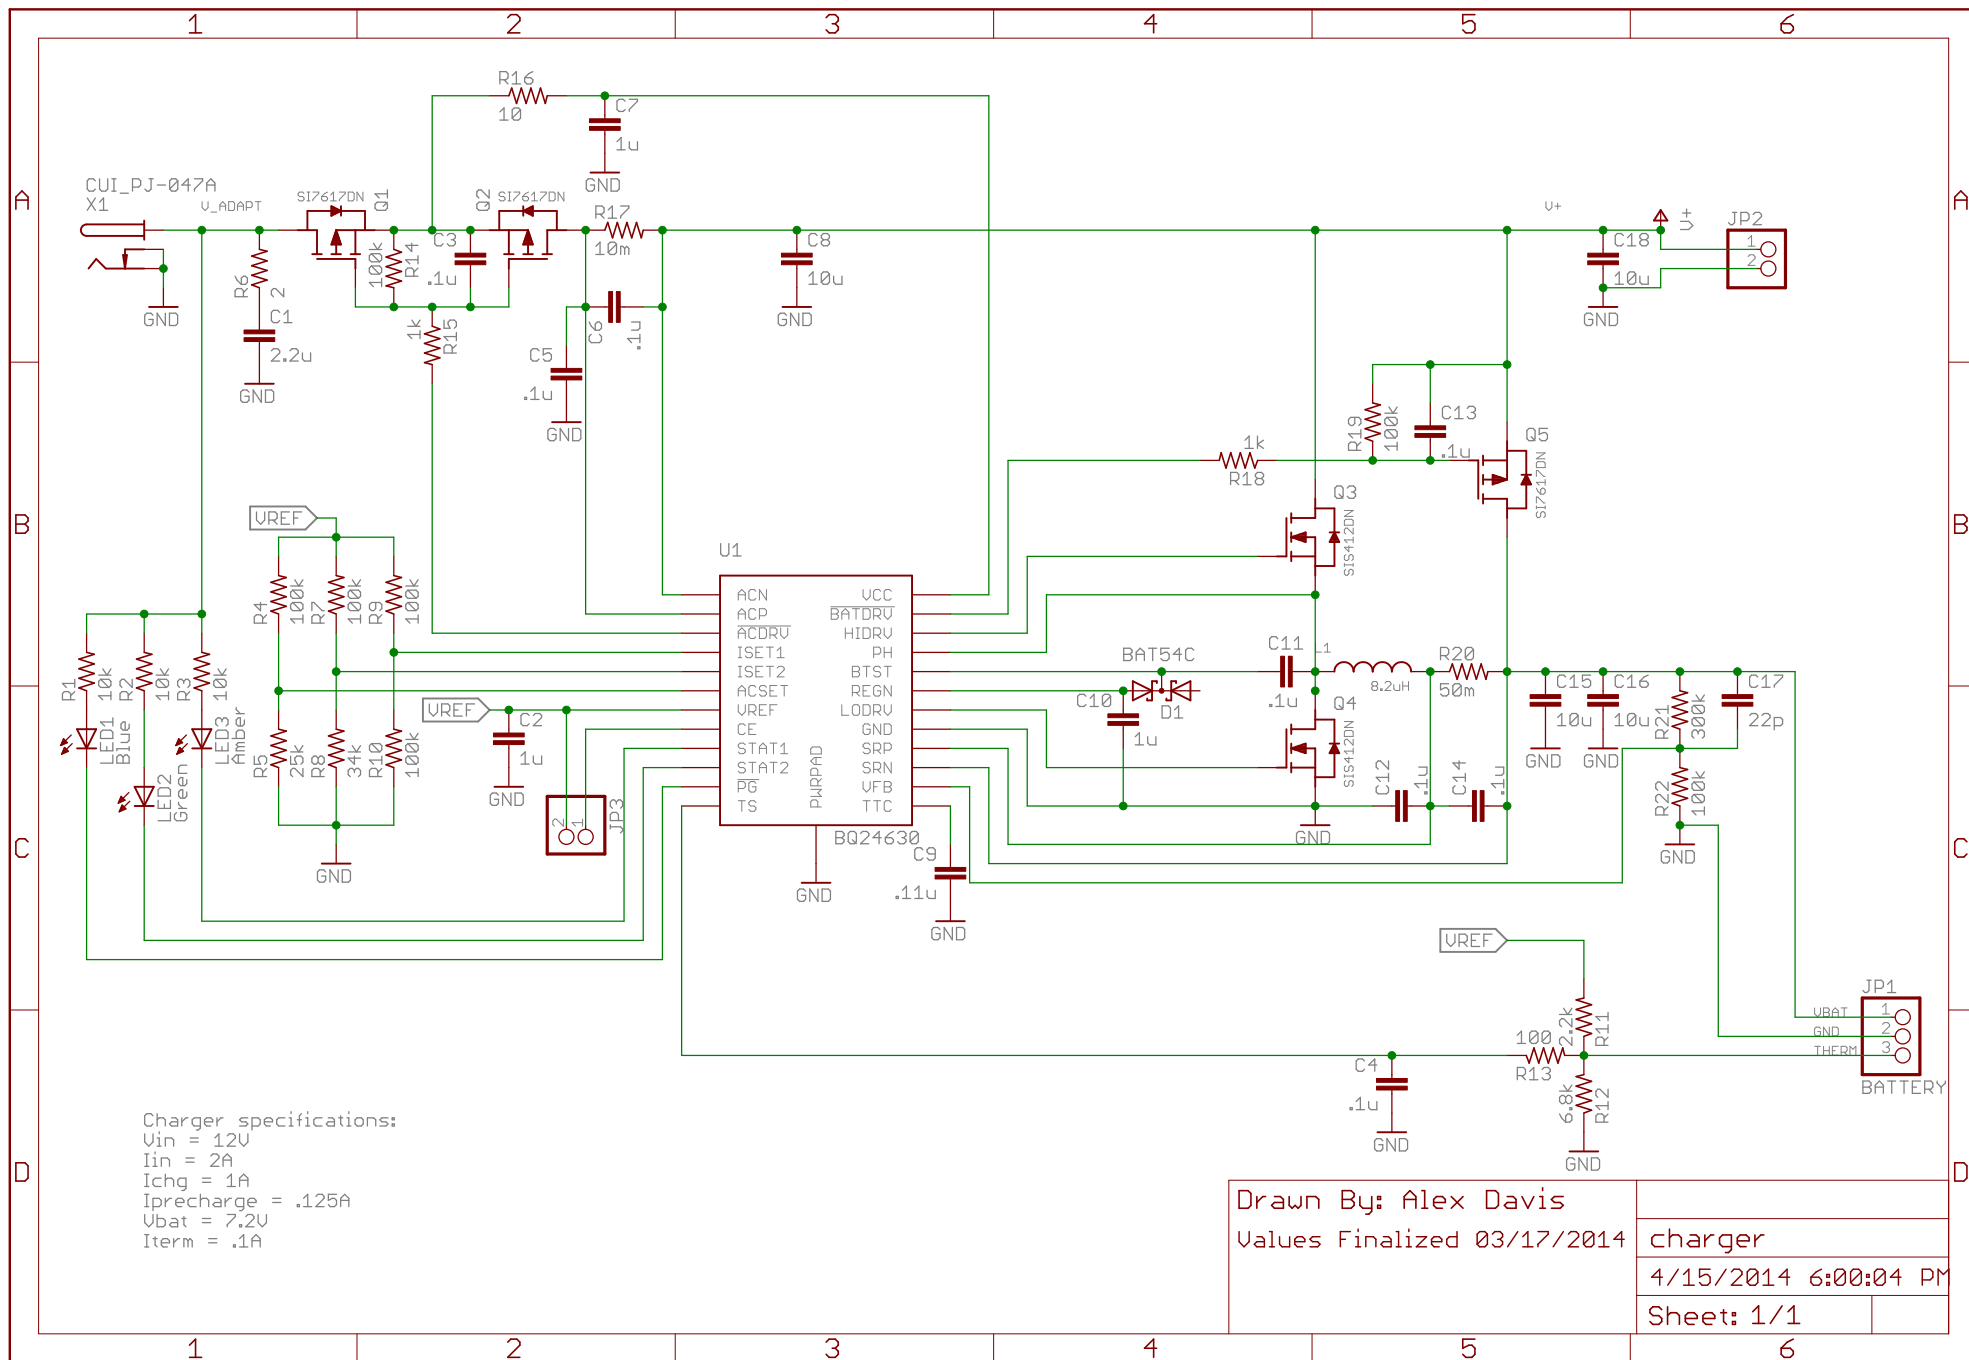 1 2 3 4 5 6
A A
B B
C C
D D
1 2 3 4 5 6
R16
10
C7
1u
GND
CUI_PJ-047A
X1
V_ADAPT
SI7617DN
Q1
Q2
SI7617DN
R17
10m
GND
R6
2
C1
2.2u
GND
100k
R14
C3
.1u
1k
R15
C5
.1u
GND
C6
.1u
C8
10u
GND
V+
V+
C18
10u
GND
JP2
1
2
R19
100k
C13
.1u
Q5
SI7617DN
1k
R18
Q3
SIS412DN
VREF
R4
100k
R7
100k
R9
100k
R5
25k
R8
34k
R10
100k
GND
R1
10k
R2
10k
R3
10k
LED1
Blue
LED2
Green
LED3
Amber
VREF
C2
1u
GND
JP3
2
1
U1
ACN
ACP
ACDRV
ISET1
ISET2
ACSET
VREF
CE
STAT1
STAT2
PG
TS
PWRPAD
VCC
BATDRV
HIDRV
PH
BTST
REGN
LODRV
GND
SRP
SRN
VFB
TTC
BQ24630
GND
C9
.11u
GND
BAT54C
D1
C10
1u
C11
.1u
L1
8.2uH
R20
50m
Q4
SIS412DN
C12
.1u
C14
.1u
GND
C15
10u
GND
C16
10u
GND
R21
300k
C17
22p
R22
100k
GND
VREF
2.2k
R11
100
R13
6.8k
R12
GND
C4
.1u
GND
JP1
VBAT
1
GND
2
THERM
3
BATTERY
Charger specifications:
Vin = 12V
Iin = 2A
Ichg = 1A
Iprecharge = .125A
Vbat = 7.2V
Iterm = .1A
Drawn By: Alex Davis
Values Finalized 03/17/2014
charger
4/15/2014 6:00:04 PM
Sheet: 1/1